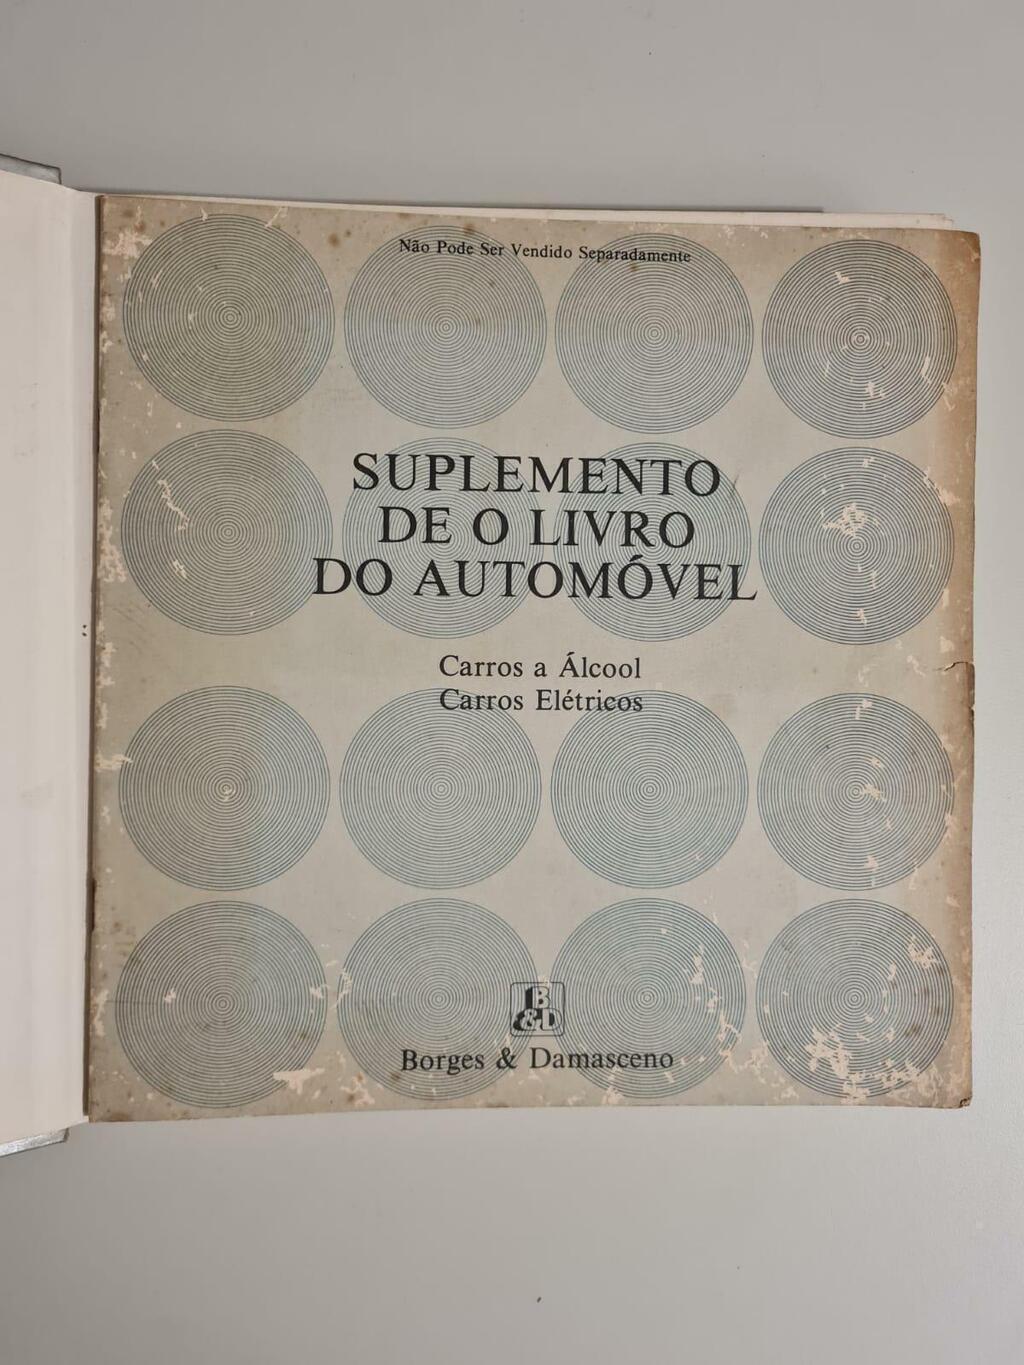 Não Pode Ser Vendido Separadamente
SUPLEMENTO
DE O LIVRO
DO AUTOMÓVEL
Carros a Álcool
Carros Elétricos
B
&D
Borges & Damasceno